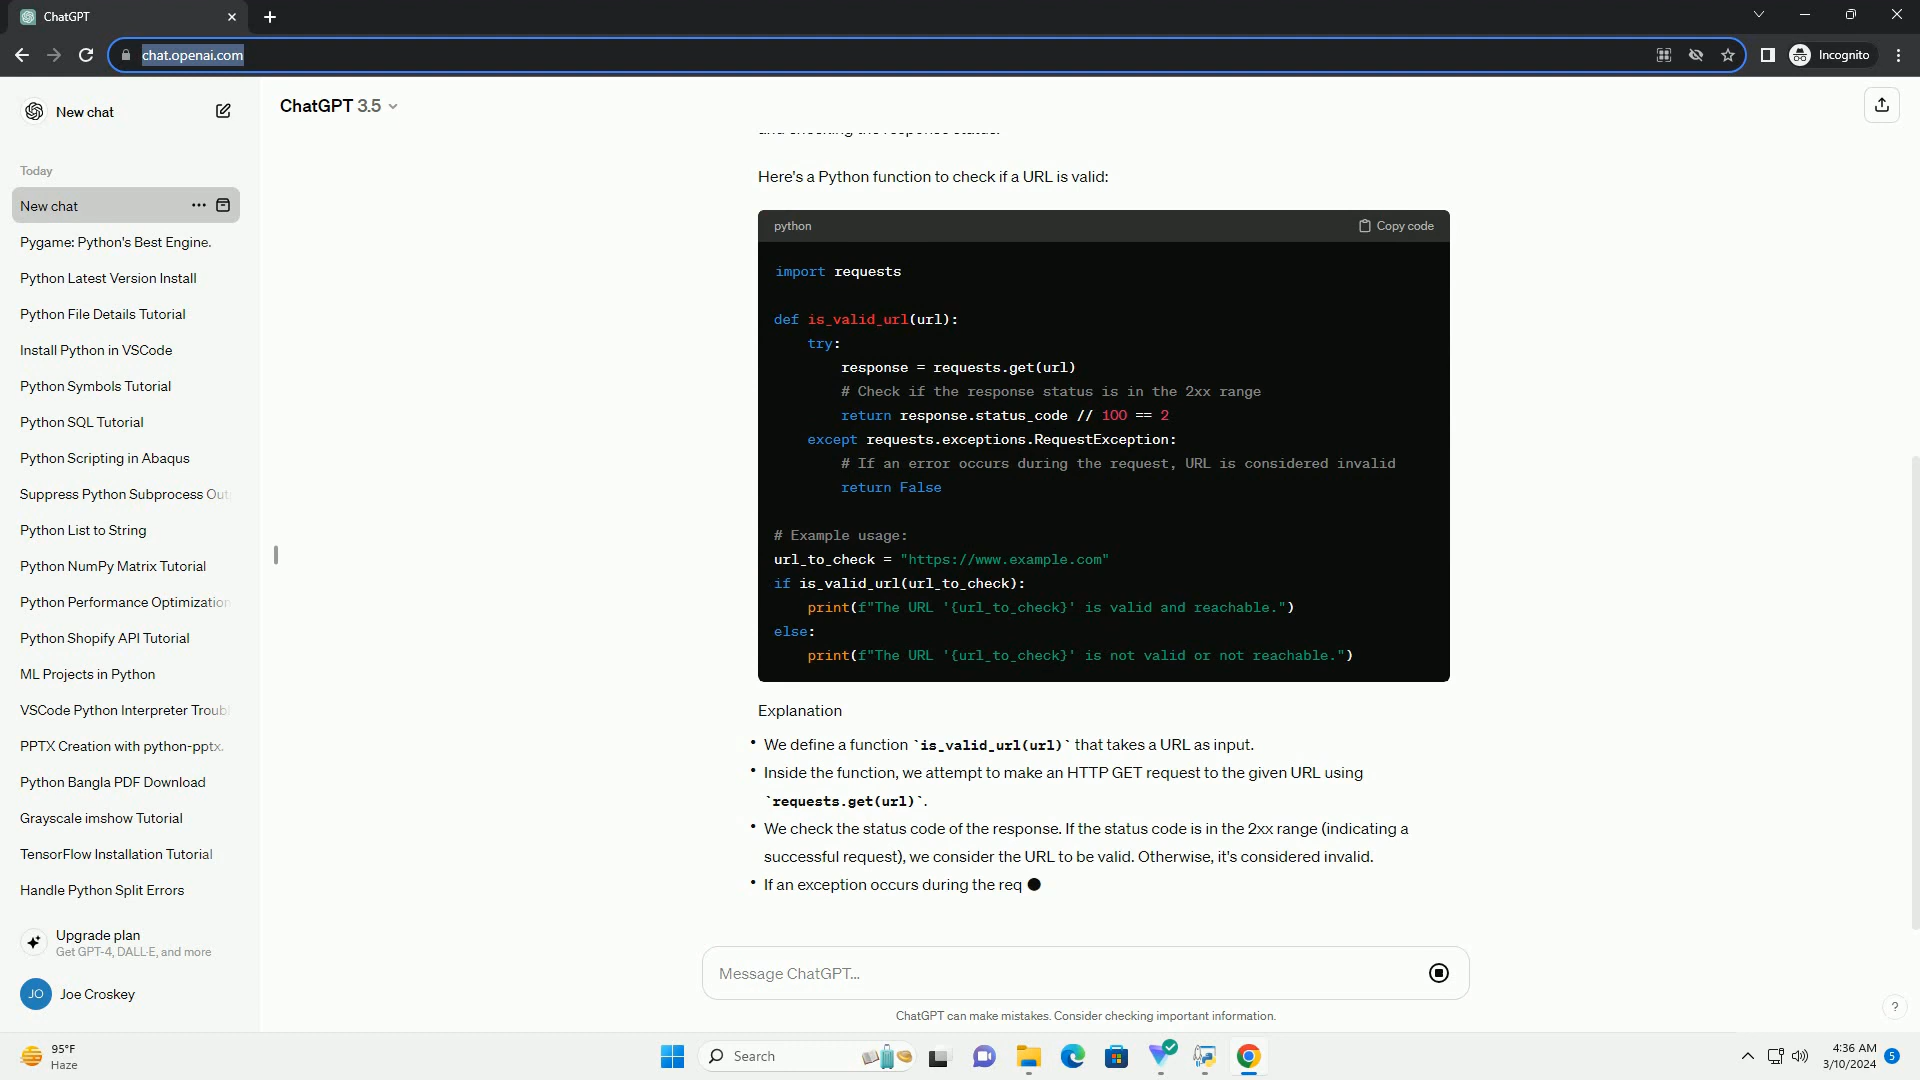 ChatGPT
chat.openai.com
Incognito
New chat
ChatGPT 3.5
Today
New chat
Pygame: Python's Best Engine.
Python Latest Version Install
Python File Details Tutorial
Install Python in VSCode
Python Symbols Tutorial
Python SQL Tutorial
Python Scripting in Abaqus
Suppress Python Subprocess Out
Python List to String
Python NumPy Matrix Tutorial
Python Performance Optimization
Python Shopify API Tutorial
ML Projects in Python
VSCode Python Interpreter Troub
PPTX Creation with python-pptx.
Python Bangla PDF Download
Grayscale imshow Tutorial
TensorFlow Installation Tutorial
Handle Python Split Errors
Upgrade plan
Get GPT-4, DALL·E, and more
JO Joe Croskey
and checking the response status.
Here's a Python function to check if a URL is valid:
python
Copy code
import requests
def is_valid_url(url):
    try:
        response = requests.get(url)
        # Check if the response status is in the 2xx range
        return response.status_code // 100 == 2
    except requests.exceptions.RequestException:
        # If an error occurs during the request, URL is considered invalid
        return False
# Example usage:
url_to_check = "https://www.example.com"
if is_valid_url(url_to_check):
    print(f"The URL '{url_to_check}' is valid and reachable.")
else:
    print(f"The URL '{url_to_check}' is not valid or not reachable.")
Explanation
• We define a function `is_valid_url(url)` that takes a URL as input.
• Inside the function, we attempt to make an HTTP GET request to the given URL using
`requests.get(url)`.
• We check the status code of the response. If the status code is in the 2xx range (indicating a
successful request), we consider the URL to be valid. Otherwise, it's considered invalid.
• If an exception occurs during the req
Message ChatGPT...
ChatGPT can make mistakes. Consider checking important information.
?
95°F
Haze
Search
4:36 AM
3/10/2024
5